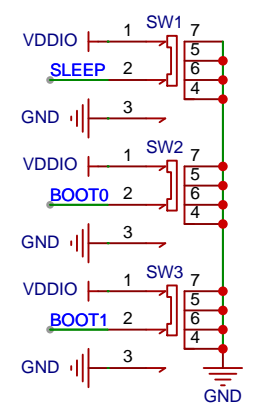 SW1
VDDIO 1 7
5
SLEEP 2 6
4
GND 3
SW2
VDDIO 1 7
5
BOOT0 2 6
4
GND 3
SW3
VDDIO 1 7
5
BOOT1 2 6
4
GND 3
GND